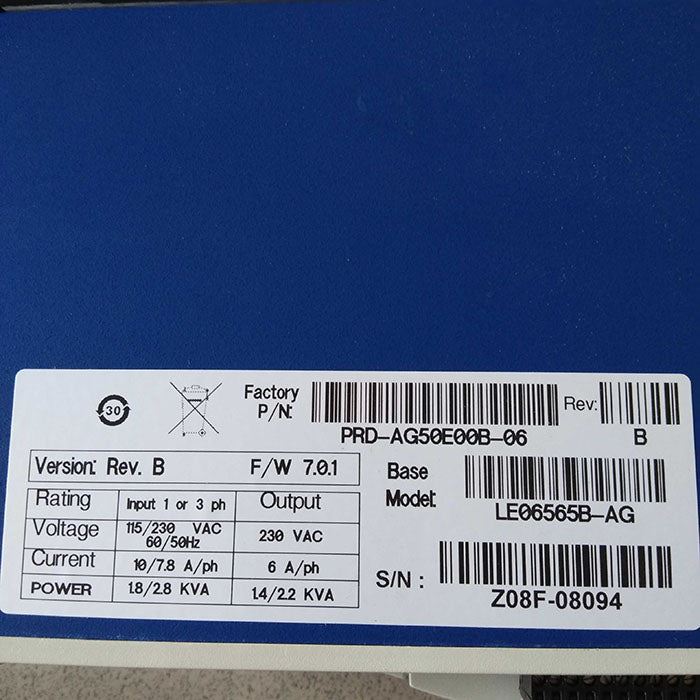 30
Factory
P/N:
PRD-AG50E00B-06
Rev:
B
Version: Rev. B F/W 7.0.1
Base
Model:
LE06565B-AG
Rating Input 1 or 3 ph Output
Voltage 115/230 VAC
60/50Hz 230 VAC
Current 10/7.8 A/ph 6 A/ph
POWER 1.8/2.8 KVA 1.4/2.2 KVA
S/N :
Z08F-08094